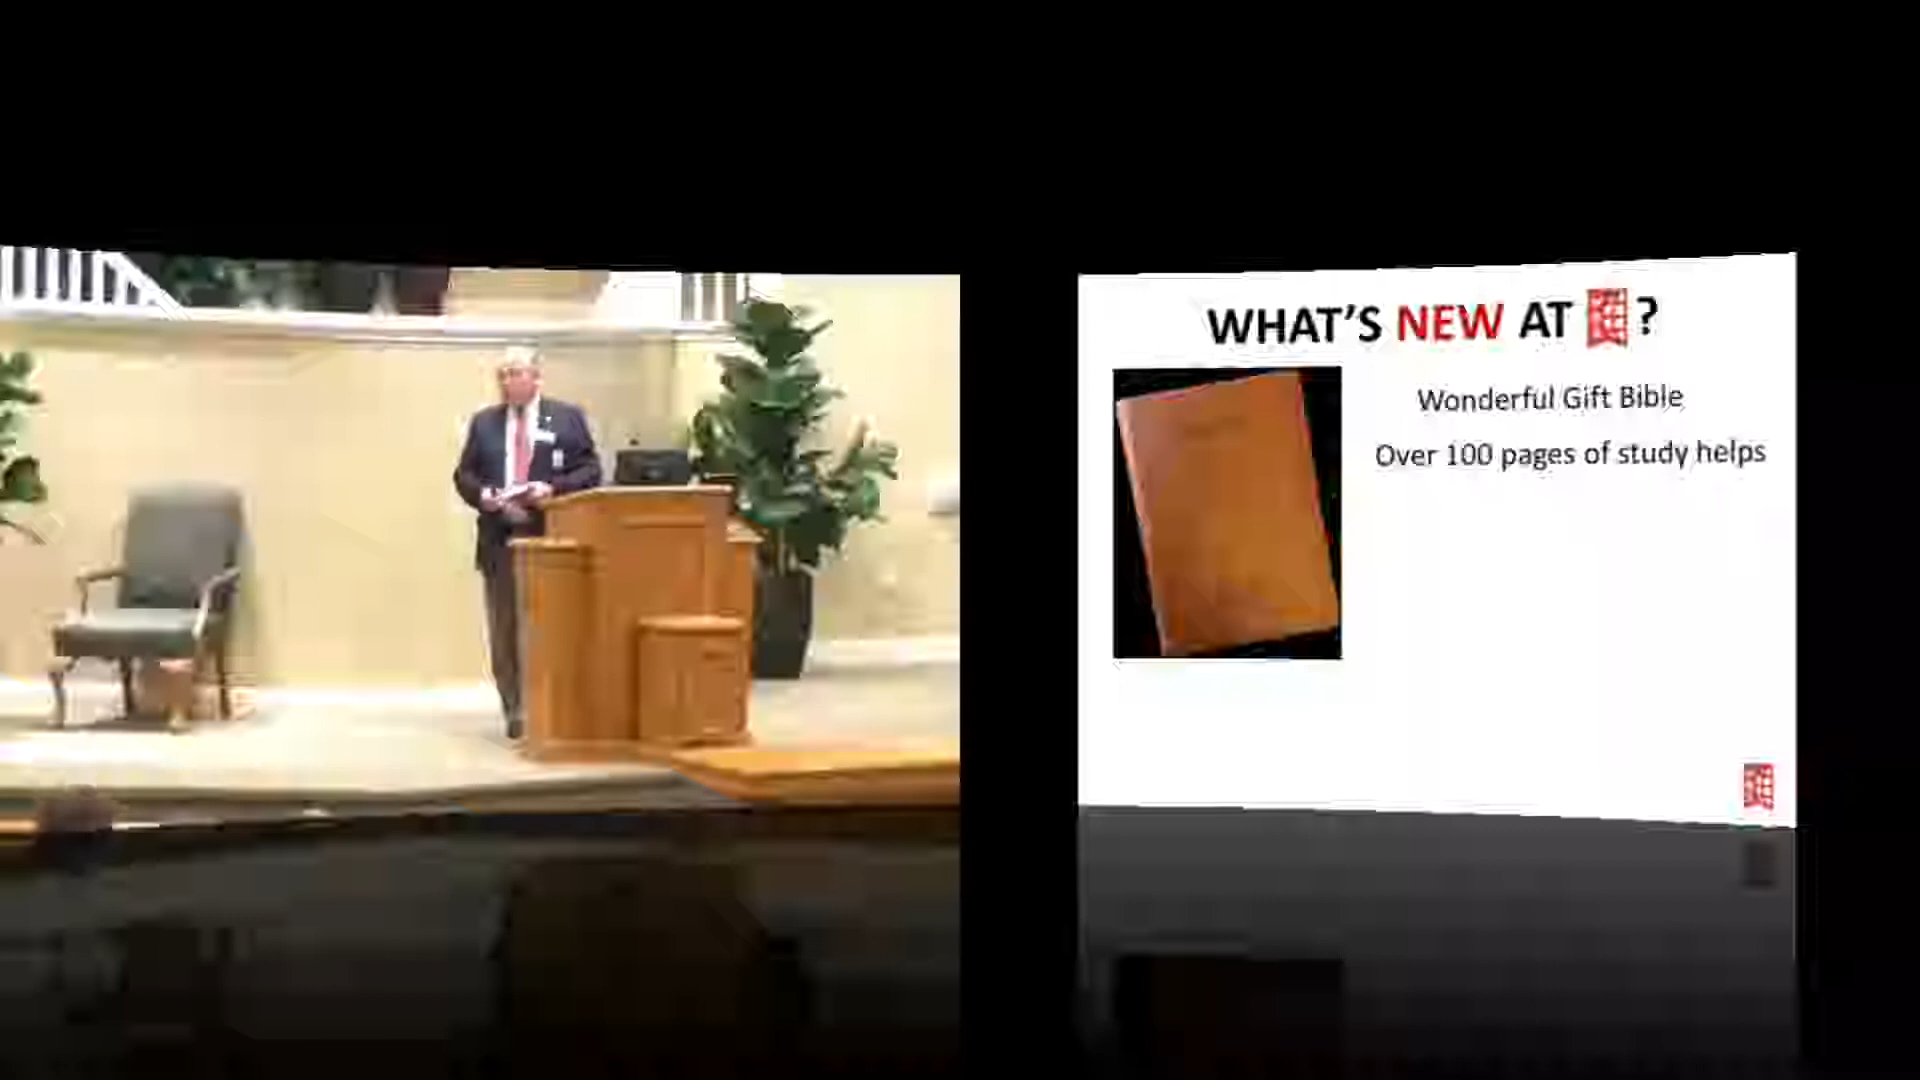 WHAT'S NEW AT ?
Wonderful Gift Bible
Over 100 pages of study helps